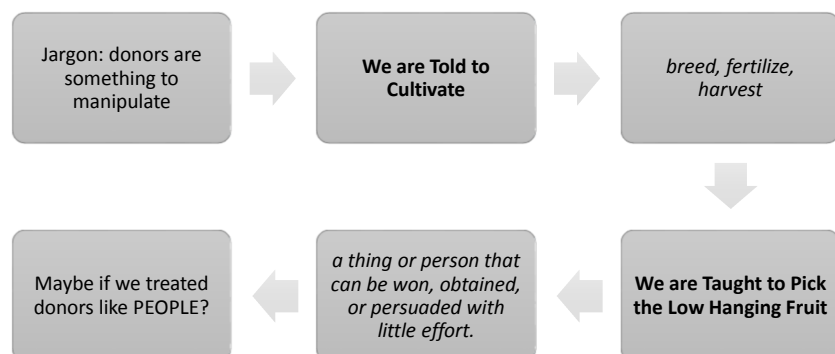 Jargon: donors are
something to
manipulate
We are Told to
Cultivate
breed, fertilize,
harvest
We are Taught to Pick
the Low Hanging Fruit
a thing or person that
can be won, obtained,
or persuaded with
little effort.
Maybe if we treated
donors like PEOPLE?